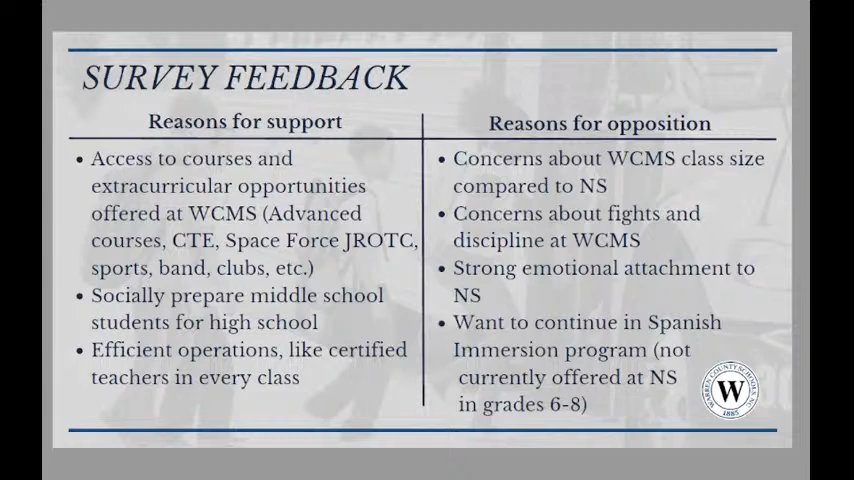 SURVEY FEEDBACK
Reasons for support
• Access to courses and
extracurricular opportunities
offered at WCMS (Advanced
courses, CTE, Space Force JROTC,
sports, band, clubs, etc.)
• Socially prepare middle school
students for high school
• Efficient operations, like certified
teachers in every class
Reasons for opposition
• Concerns about WCMS class size
compared to NS
• Concerns about fights and
discipline at WCMS
• Strong emotional attachment to
NS
• Want to continue in Spanish
Immersion program (not
currently offered at NS
in grades 6-8)
WARREN COUNTY SCHOOLS, NC
W
1885